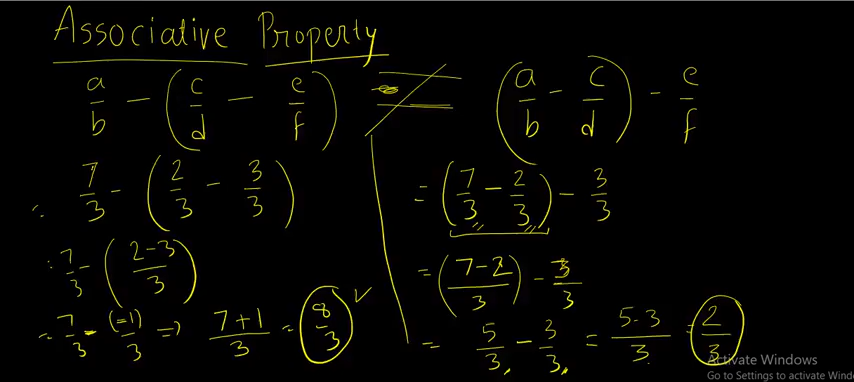 Associative Property
a/b - (c/d - e/f) ≠ (a/b - c/d) - e/f
∴ 7/3 - (2/3 - 3/3)
: 7/3 - ((2-3)/3)
= 7/3 - (-1)/3 ⇒ (7+1)/3 = 8/3 ✓
= (7/3 - 2/3) - 3/3
= ((7-2)/3) - 3/3
= 5/3 - 3/3 = (5-3)/3 = 2/3
Activate Windows
Go to Settings to activate Windows